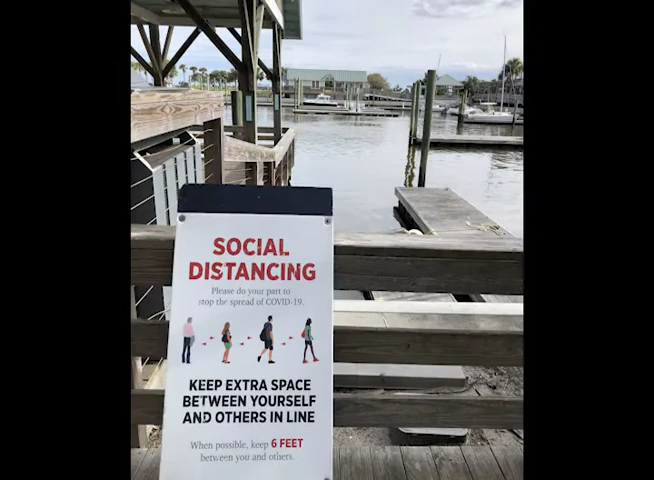 SOCIAL
DISTANCING
Please do your part to
stop the spread of COVID-19.
KEEP EXTRA SPACE
BETWEEN YOURSELF
AND OTHERS IN LINE
When possible, keep 6 FEET
between you and others.